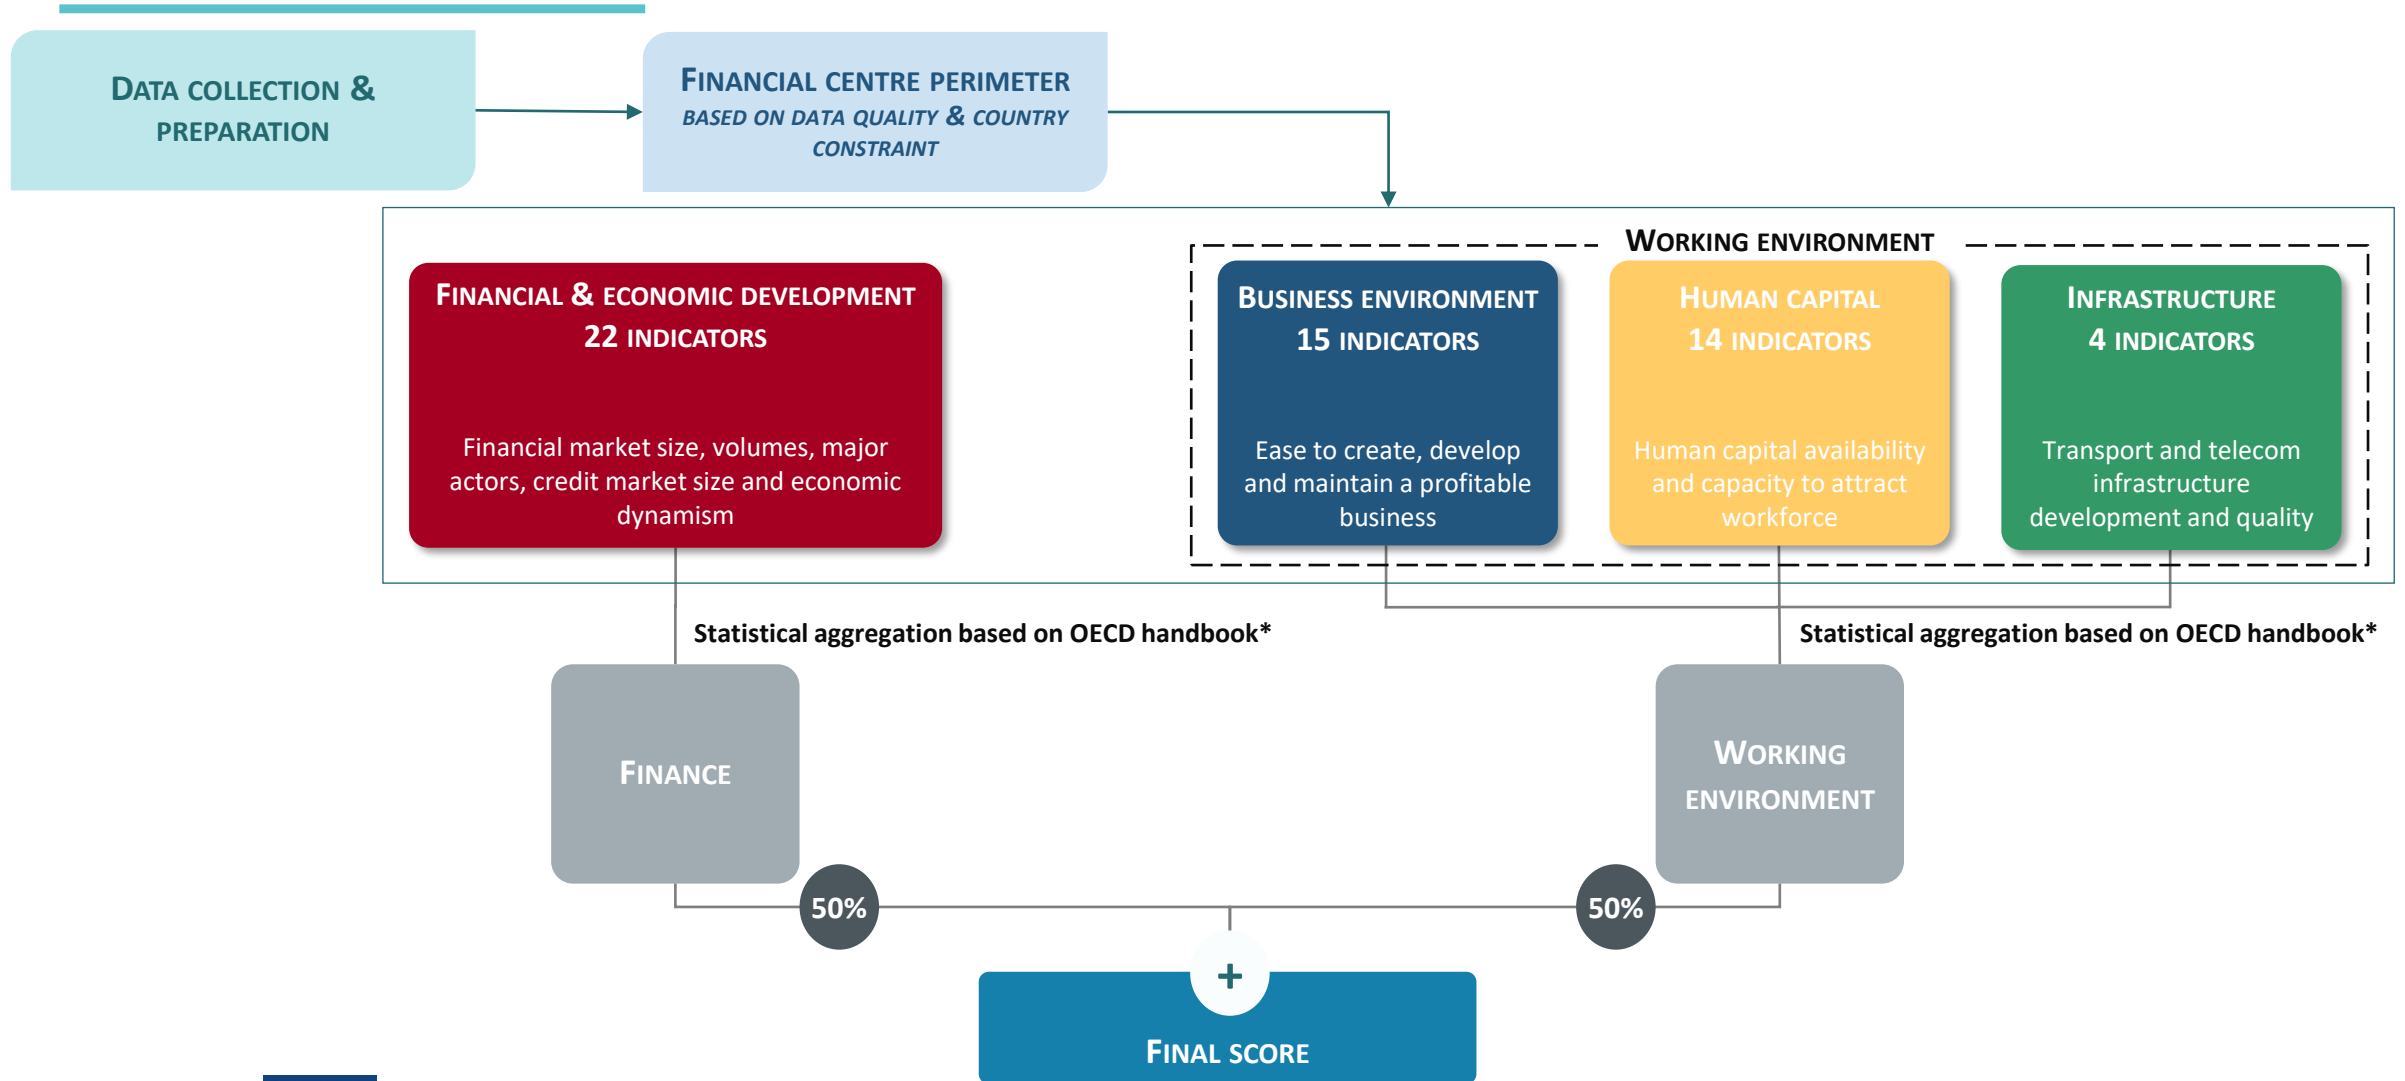 DATA COLLECTION &
PREPARATION
FINANCIAL CENTRE PERIMETER
BASED ON DATA QUALITY & COUNTRY
CONSTRAINT
WORKING ENVIRONMENT
FINANCIAL & ECONOMIC DEVELOPMENT
22 INDICATORS
Financial market size, volumes, major
actors, credit market size and economic
dynamism
BUSINESS ENVIRONMENT
15 INDICATORS
Ease to create, develop
and maintain a profitable
business
HUMAN CAPITAL
14 INDICATORS
Human capital availability
and capacity to attract
workforce
INFRASTRUCTURE
4 INDICATORS
Transport and telecom
infrastructure
development and quality
Statistical aggregation based on OECD handbook*
Statistical aggregation based on OECD handbook*
FINANCE
WORKING
ENVIRONMENT
50%
50%
+
FINAL SCORE